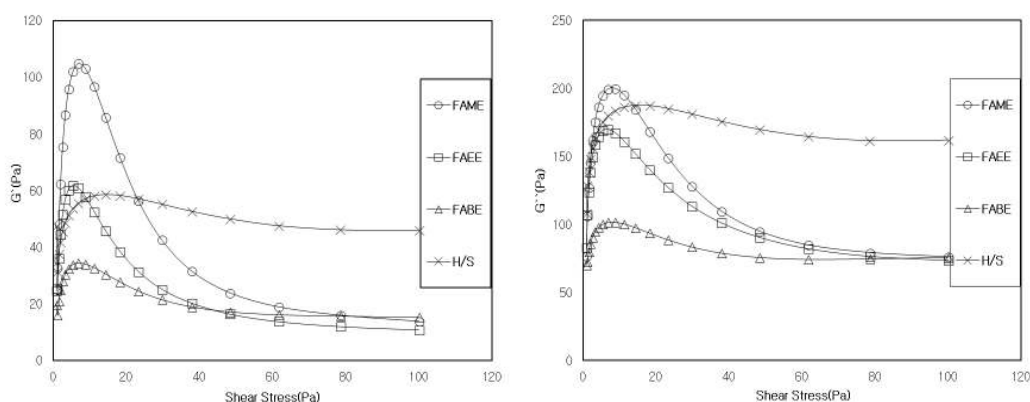 120
100
80
60
40
20
0
G`(Pa)
0 20 40 60 80 100 120
Shear Stress(Pa)
FAME
FAEE
FABE
H/S
250
200
150
100
50
0
G``(Pa)
0 20 40 60 80 100 120
Shear Stress(Pa)
FAME
FAEE
FABE
H/S